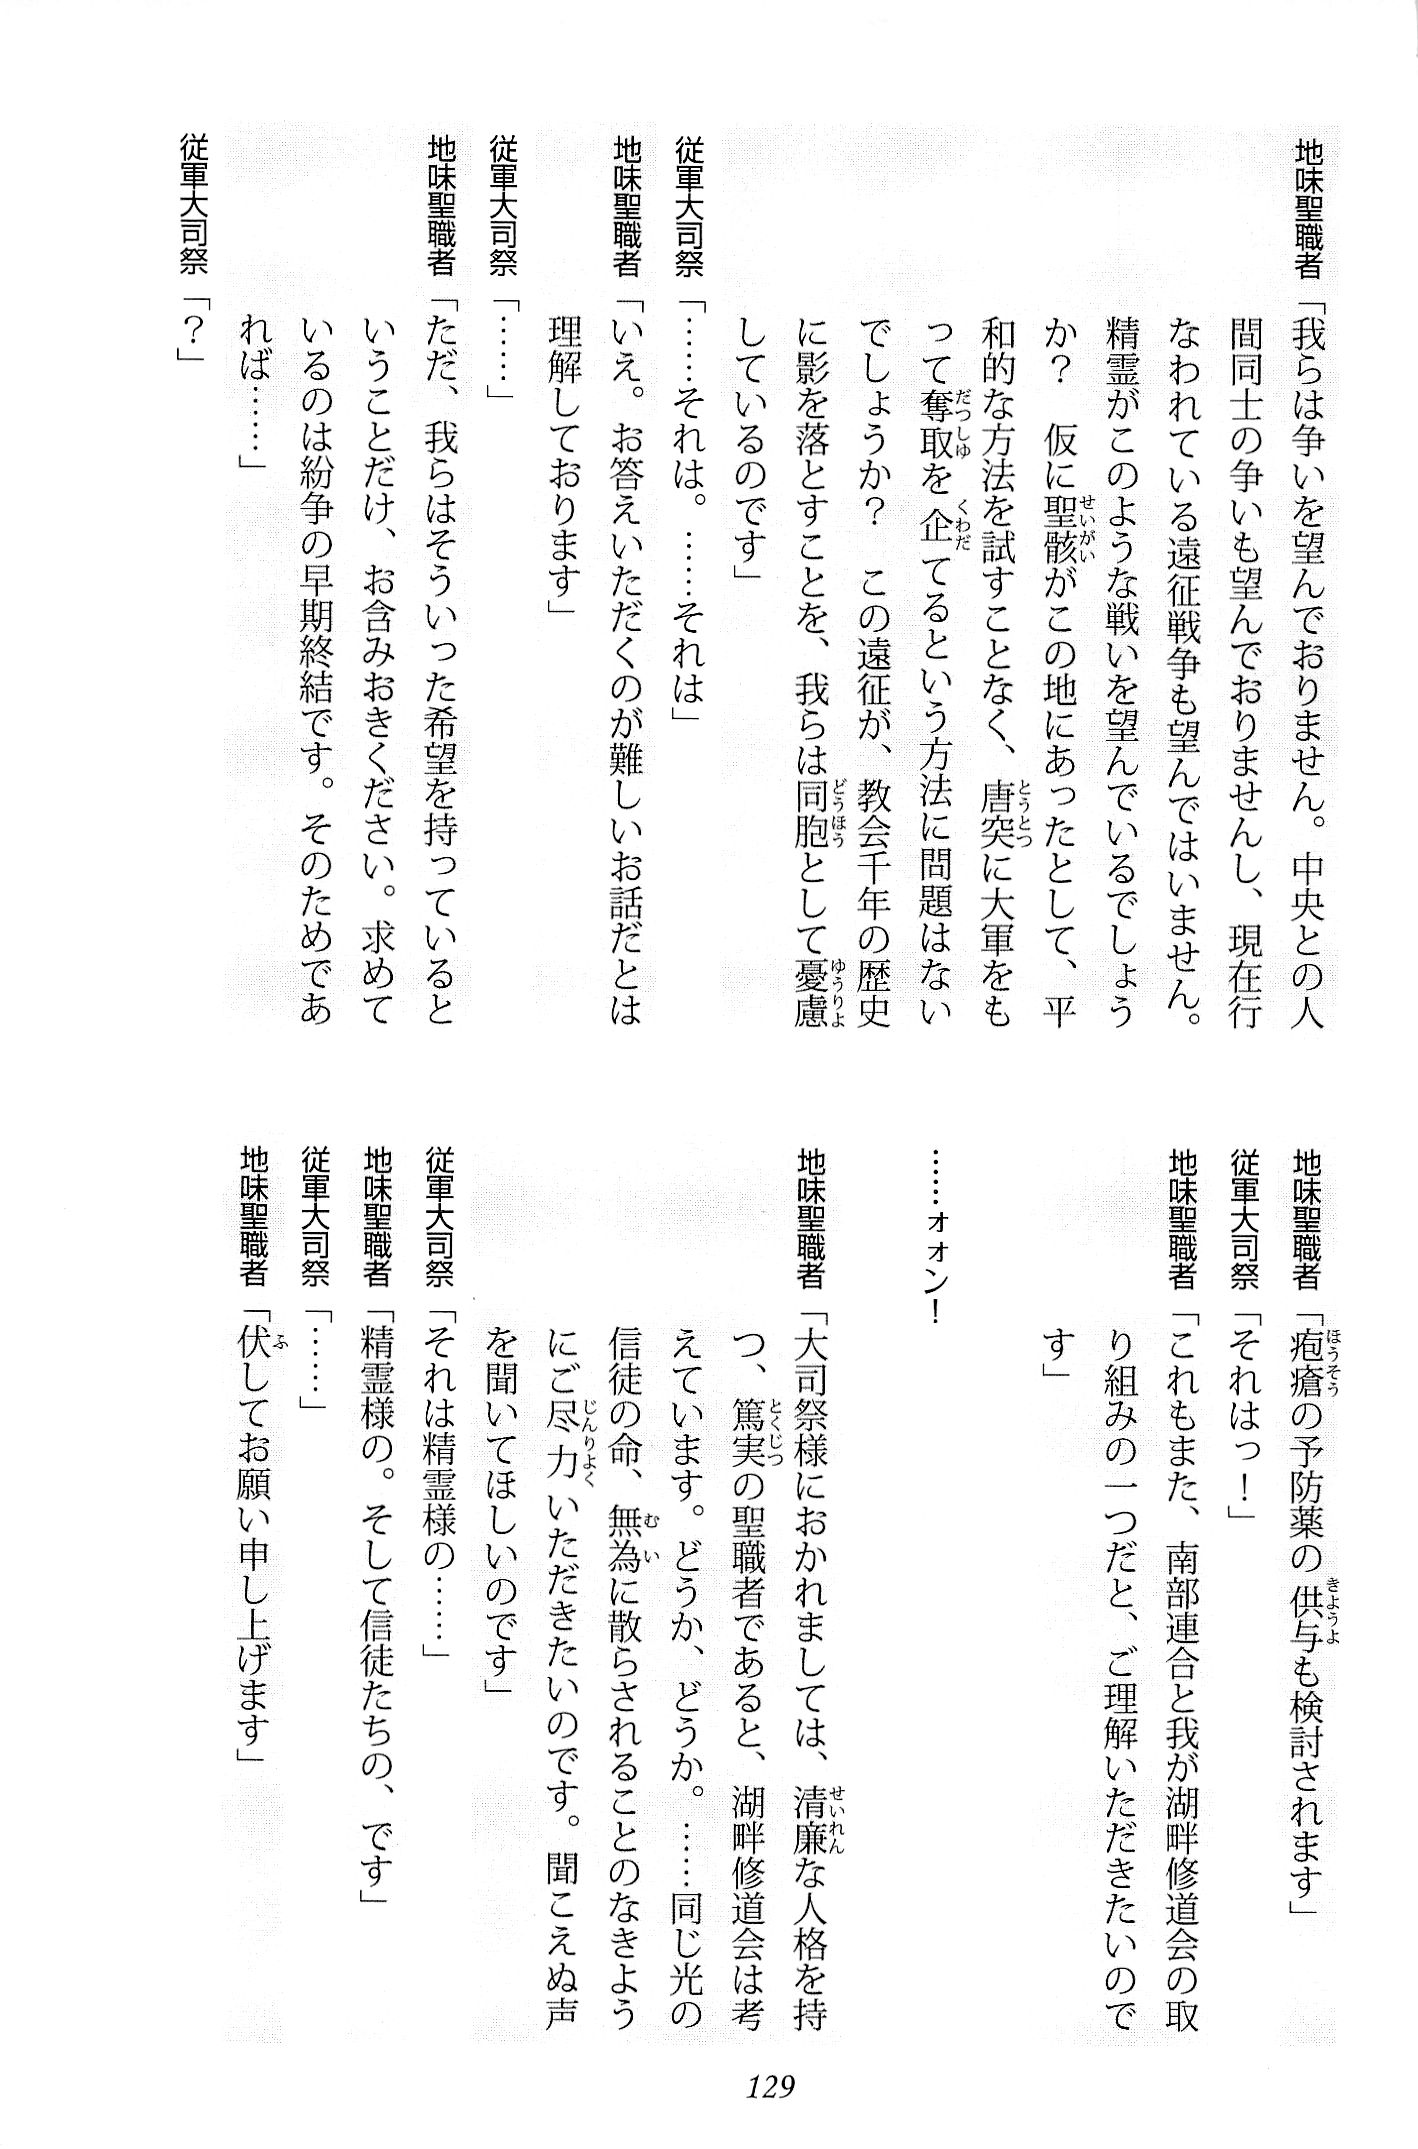 地味聖職者「我らは争いを望んでおりません。中央との人
間同士の争いも望んでおりませんし、現在行
なわれている遠征戦争も望んではいません。
精霊がこのような戦いを望んでいるでしょう
か？　仮に聖骸がこの地にあったとして、平
和的な方法を試すことなく、唐突に大軍をも
って奪取を企てるという方法に問題はない
でしょうか？　この遠征が、教会千年の歴史
に影を落とすことを、我らは同胞として憂慮
しているのです」
従軍大司祭「……それは。……それは」
地味聖職者「いえ。お答えいただくのが難しいお話だとは
理解しております」
従軍大司祭「……」
地味聖職者「ただ、我らはそういった希望を持っていると
いうことだけ、お含みおきください。求めて
いるのは紛争の早期終結です。そのためであ
れば……」
従軍大司祭「？」
地味聖職者「疱瘡の予防薬の供与も検討されます」
従軍大司祭「それはっ！」
地味聖職者「これもまた、南部連合と我が湖畔修道会の取
り組みの一つだと、ご理解いただきたいので
す」
……ォォン！
地味聖職者「大司祭様におかれましては、清廉な人格を持
つ、篤実の聖職者であると、湖畔修道会は考
えています。どうか、どうか。……同じ光の
信徒の命、無為に散らされることのなきよう
にご尽力いただきたいのです。聞こえぬ声
を聞いてほしいのです」
従軍大司祭「それは精霊様の……」
地味聖職者「精霊様の。そして信徒たちの、です」
従軍大司祭「……」
地味聖職者「伏してお願い申し上げます」
129